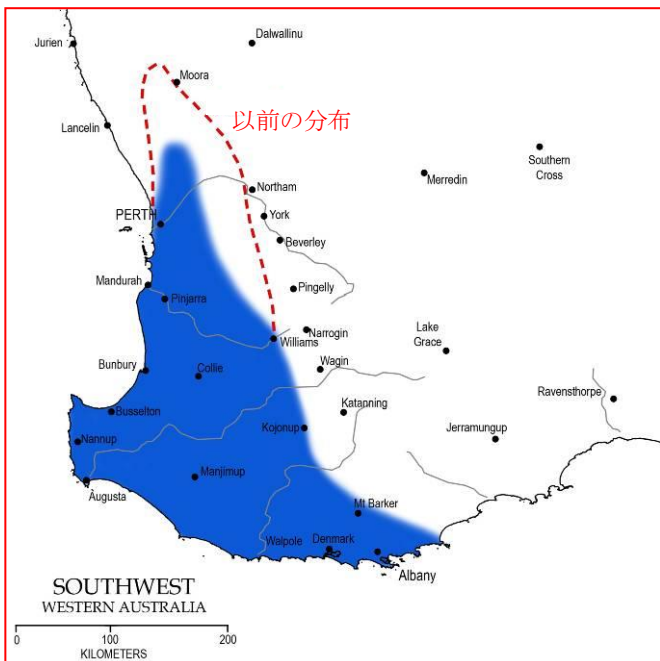 Jurien
Dalwallinu
Moora
以前の分布
Lancelin
Southern
Cross
Merredin
Northam
PERTH
York
Beverley
Mandurah
Pinjarra
Pingelly
Williams
Narrogin
Lake
Grace
Bunbury
Collie
Wagin
Ravensthorpe
Busselton
Katapning
Nannup
Kojonup
Jerramungup
Manjimup
Augusta
Mt Barker
Walpole
Denmark
Albany
SOUTHWEST
WESTERN AUSTRALIA
0 100 200
KILOMETERS